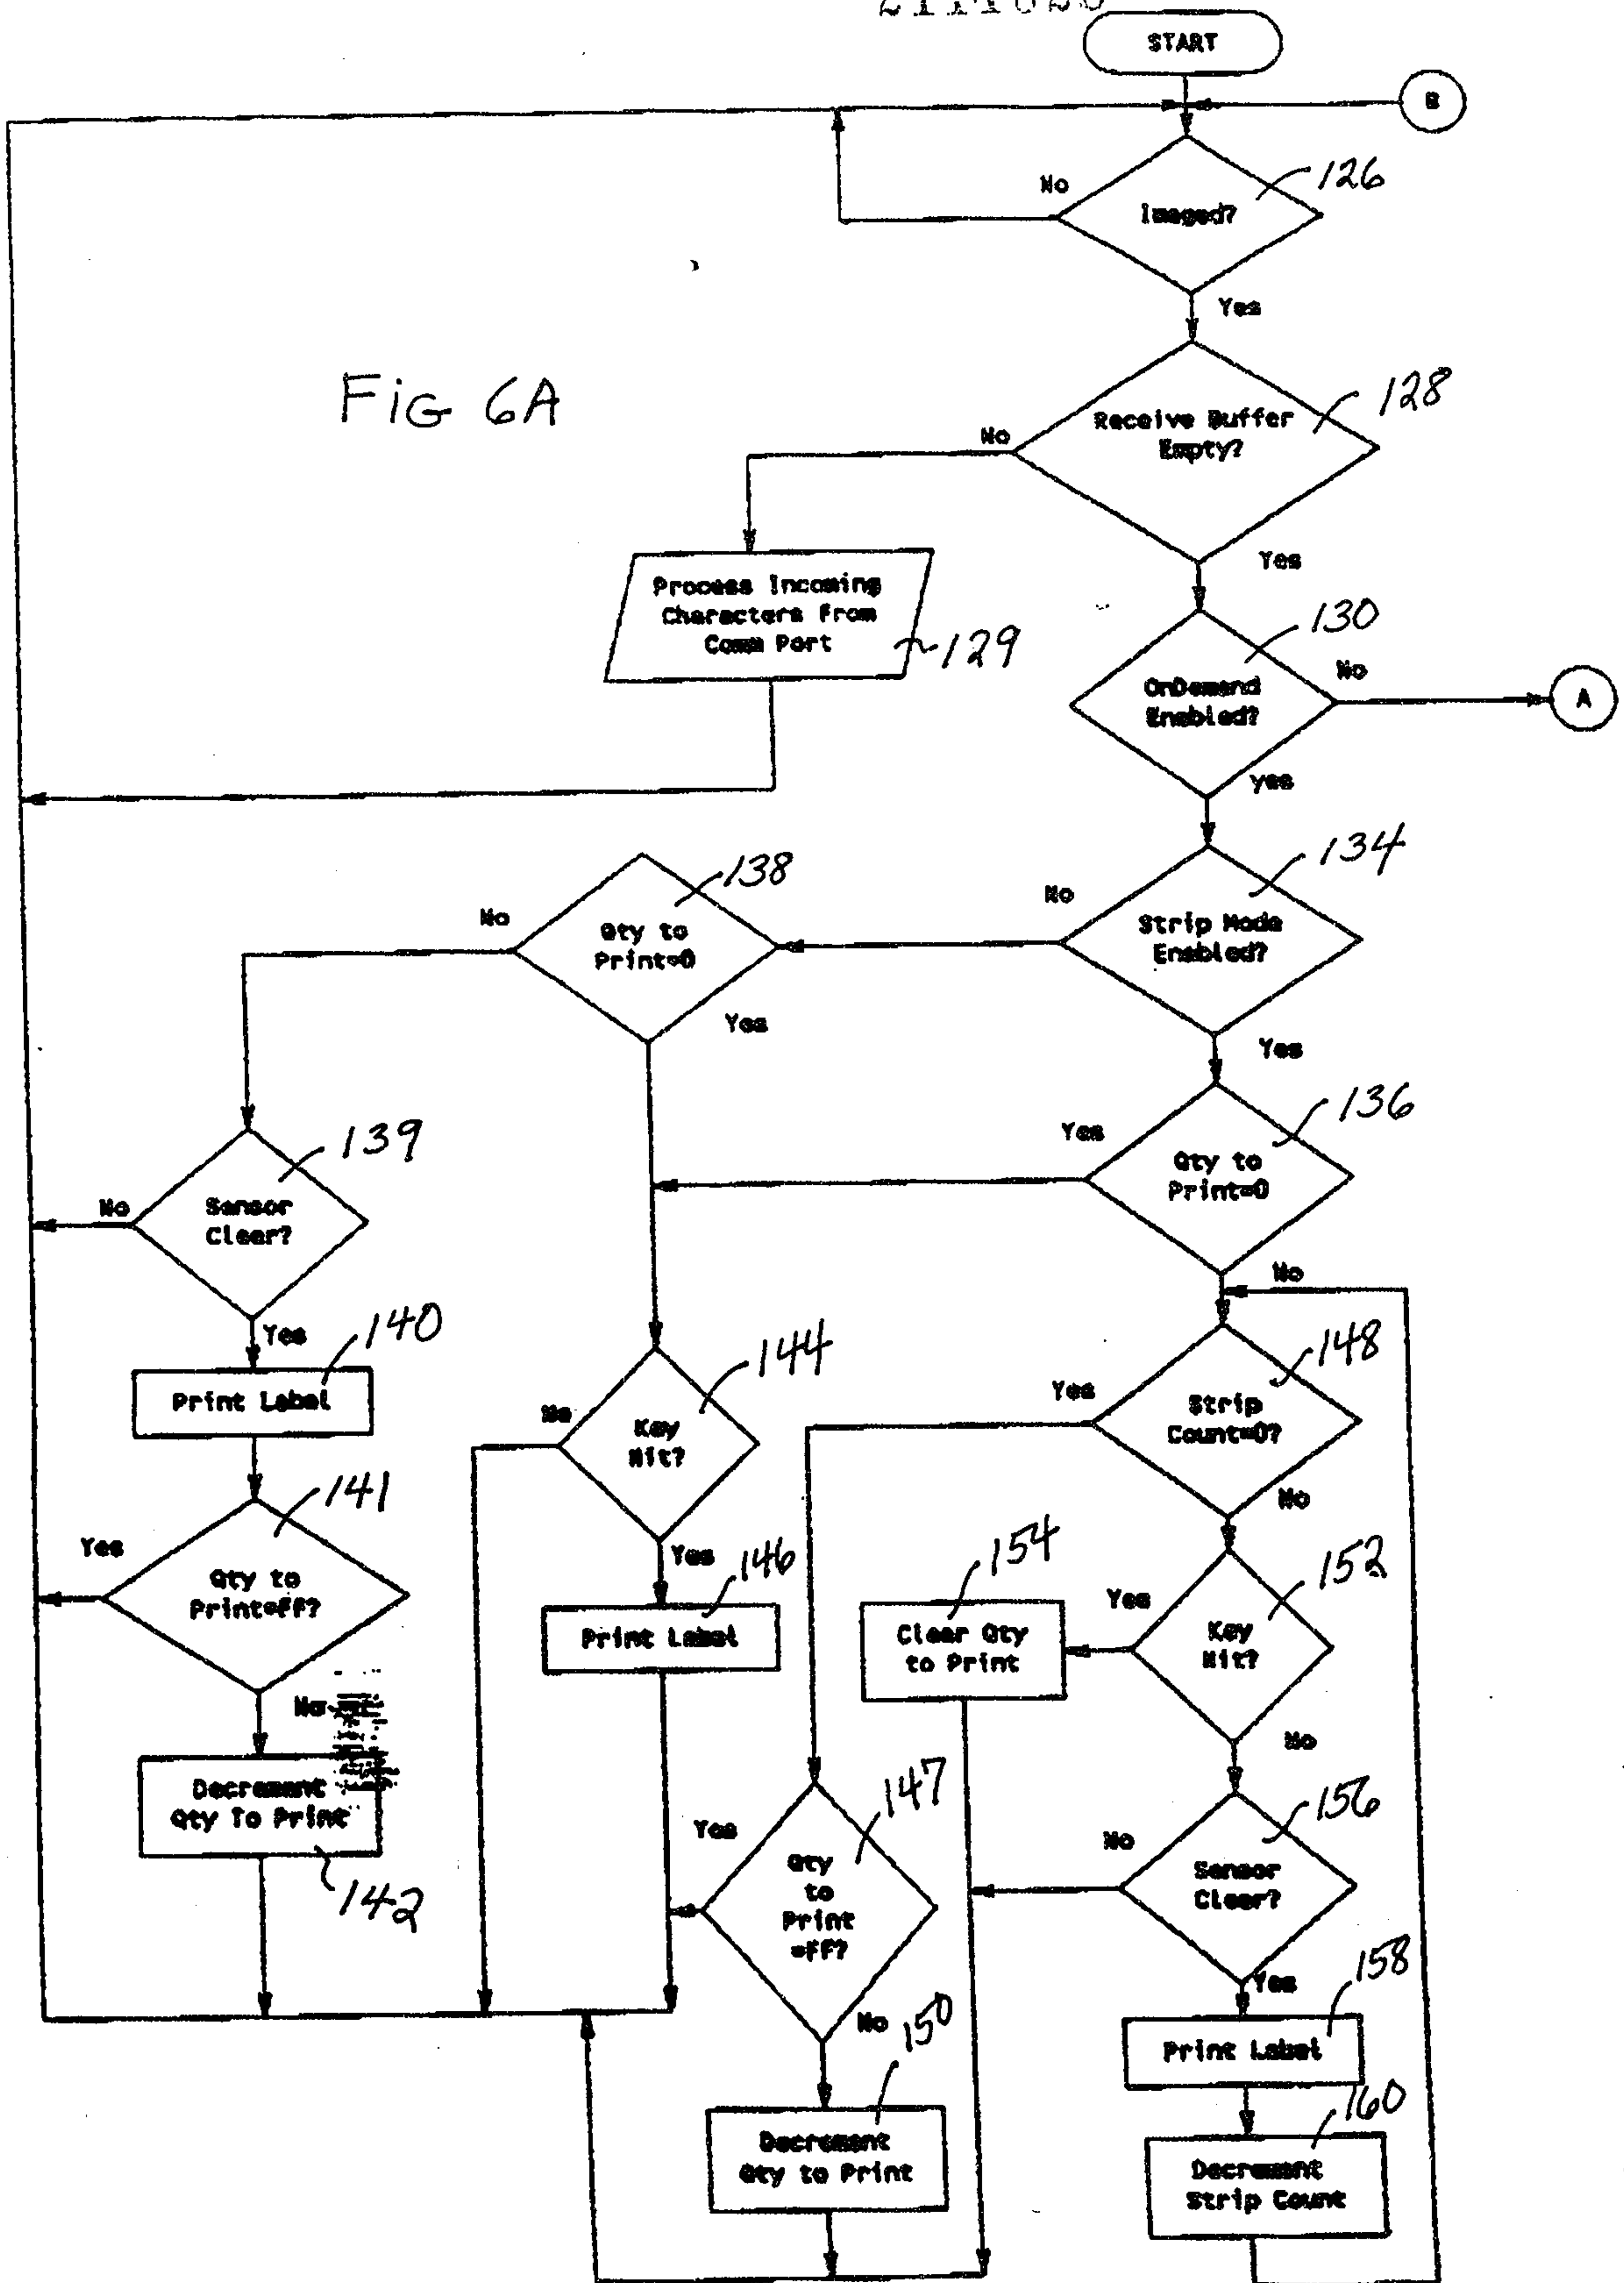 START
B
No
Imaged?
126
Yes
Fig 6A
Receive Buffer
Empty?
128
No
Yes
Process Incoming
Characters From
Comm Port
129
OnDemand
Enabled?
130
No
A
yes
138
Qty to
Print=0
No
Yes
134
Strip Mode
Enabled?
No
Yes
136
Qty to
Print=0
Yes
No
139
Sensor
Clear?
No
Yes
140
Print Label
141
Qty to
Print=FF?
Yes
No
Decrement
Qty To Print
142
144
Key
Hit?
No
Yes
146
Print Label
148
Strip
Count=0?
Yes
No
154
Clear Qty
to Print
152
Key
Hit?
Yes
No
147
Qty
to
Print
=FF?
Yes
No
150
Decrement
Qty to Print
156
Sensor
Clear?
No
Yes
158
Print Label
160
Decrement
Strip Count